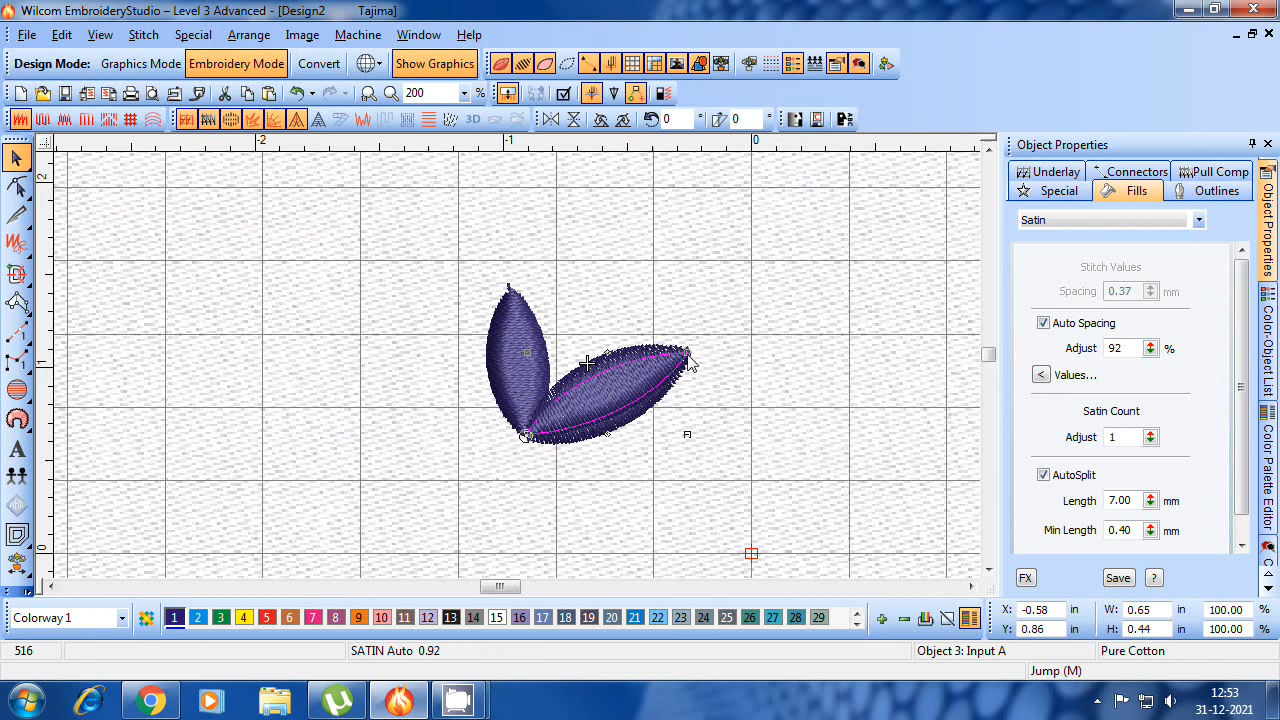 Wilcom EmbroideryStudio – Level 3 Advanced - [Design2 Tajima]
File Edit View Stitch Special Arrange Image Machine Window Help
Design Mode: Graphics Mode Embroidery Mode Convert Show Graphics
200 %
3D 0 ° 0 °
-2 -1 0
2
1
0
Object Properties
Underlay Connectors Pull Comp
Special Fills Outlines
Satin
Stitch Values
Spacing 0.37 mm
Auto Spacing
Adjust 92 %
< Values...
Satin Count
Adjust 1
AutoSplit
Length 7.00 mm
Min Length 0.40 mm
FX Save ?
Object Properties
Color-Object List
Color Palette Editor
C
Colorway 1 1 2 3 4 5 6 7 8 9 10 11 12 13 14 15 16 17 18 19 20 21 22 23 24 25 26 27 28 29
X: -0.58 in W: 0.65 in 100.00 %
Y: 0.86 in H: 0.44 in 100.00 %
516 SATIN Auto 0.92 Object 3: Input A Pure Cotton
Jump (M)
12:53
31-12-2021